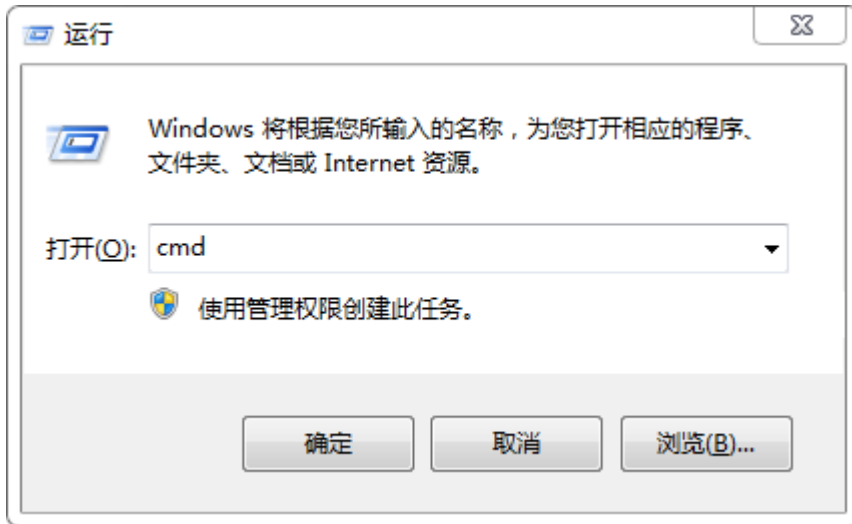 运行
Windows 将根据您所输入的名称，为您打开相应的程序、
文件夹、文档或 Internet 资源。
打开(O): cmd
使用管理权限创建此任务。
确定 取消 浏览(B)...